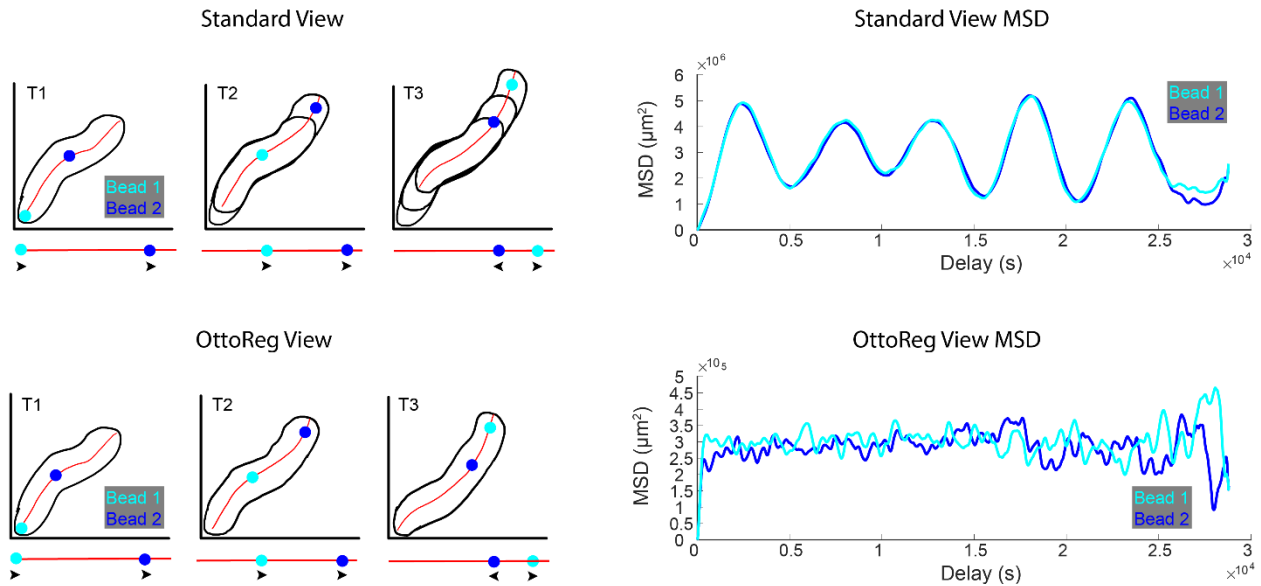 Standard View
T1
Bead 1
Bead 2
T2
T3
Standard View MSD
×10⁶
6
5
4
3
2
1
0
MSD (µm²)
Bead 1
Bead 2
0 0.5 1 1.5 2 2.5 3
×10⁴
Delay (s)
OttoReg View
T1
Bead 1
Bead 2
T2
T3
OttoReg View MSD
×10₅
5
4.5
4
3.5
3
2.5
2
1.5
1
0.5
0
MSD (µm²)
Bead 1
Bead 2
0 0.5 1 1.5 2 2.5 3
×10⁴
Delay (s)